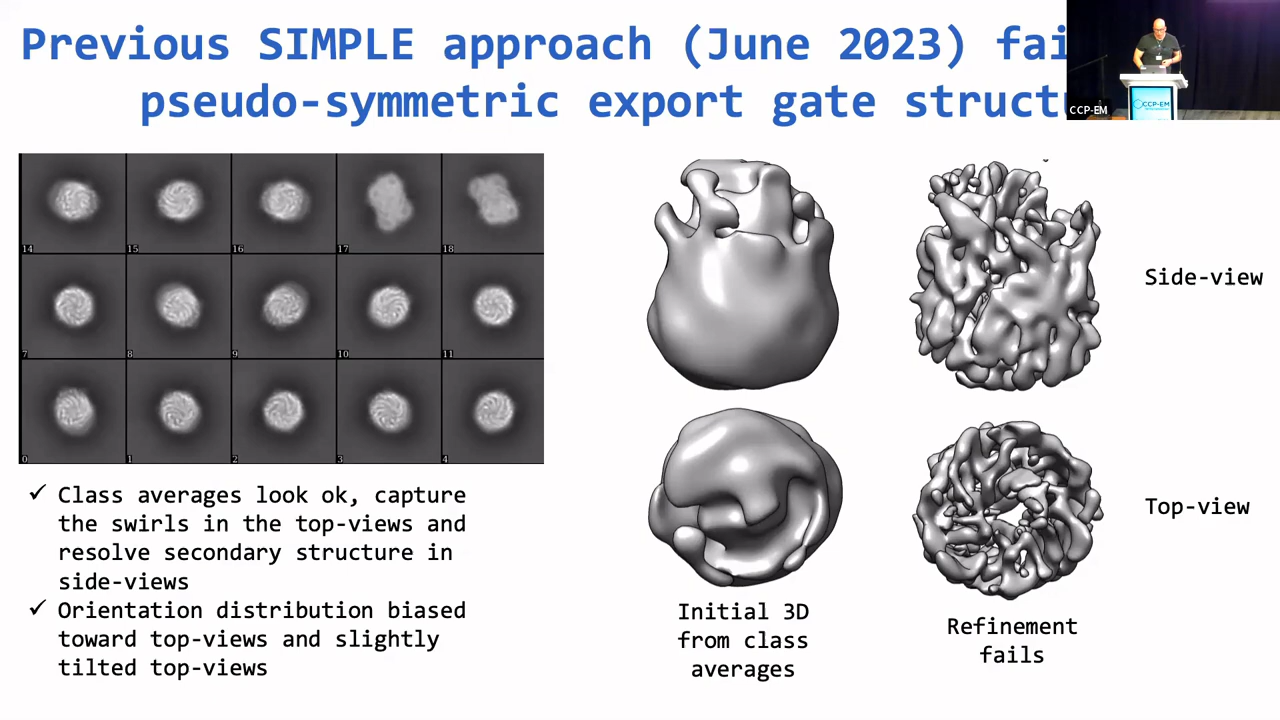 Previous SIMPLE approach (June 2023)
pseudo-symmetric export gate
CCP-EM
CCP-EM
14
15
16
17
18
7
8
9
10
11
0
1
2
3
4
Side-view
Top-view
✓ Class averages look ok, capture
the swirls in the top-views and
resolve secondary structure in
side-views
✓ Orientation distribution biased
toward top-views and slightly
tilted top-views
Initial 3D
from class
averages
Refinement
fails